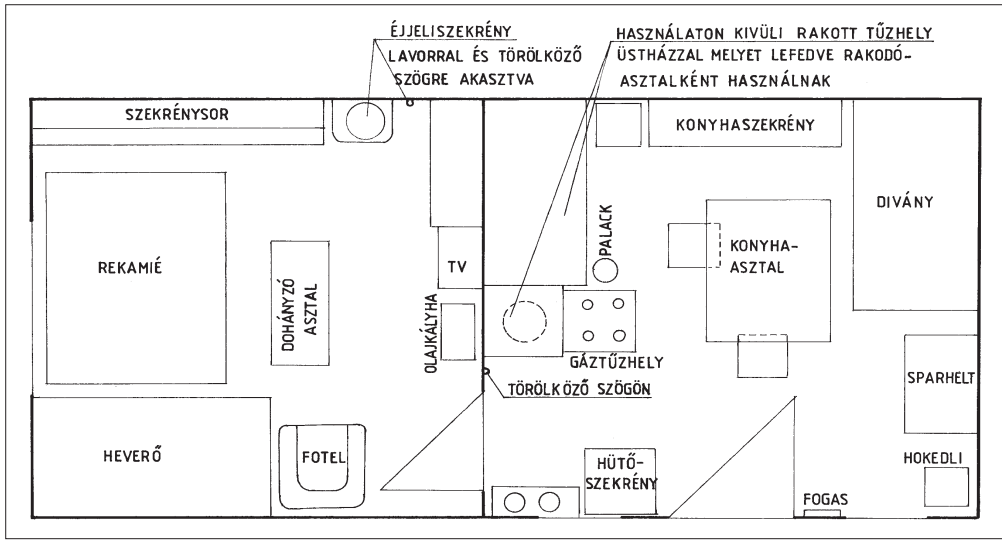 ÉJJELISZEKRÉNY
LAVORRAL ÉS TÖRÖLKÖZŐ
SZÖGRE AKASZTVA
HASZNÁLATON KIVÜLI RAKOTT TŰZHELY
ÜSTHÁZZAL MELYET LEFEDVE RAKODÓ-
ASZTALKÉNT HASZNÁLNAK
SZEKRÉNYSOR
KONYHASZEKRÉNY
DIVÁNY
REKAMIÉ
DOHÁNYZÓ
ASZTAL
TV
OLAJKÁLYHA
PALACK
KONYHA-
ASZTAL
GÁZTŰZHELY
TÖRÖLKÖZŐ SZÖGÖN
SPARHELT
HEVERŐ
FOTEL
HÜTŐ-
SZEKRÉNY
HOKEDLI
FOGAS